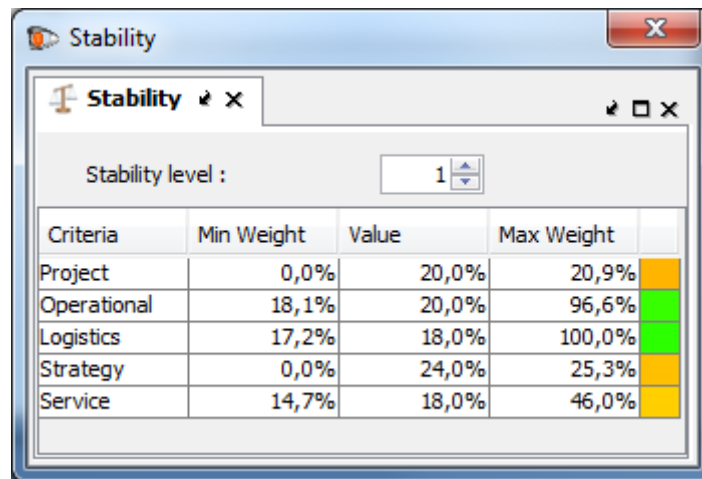 Stability
Stability
Stability level : 1
Criteria Min Weight Value Max Weight
Project 0,0% 20,0% 20,9%
Operational 18,1% 20,0% 96,6%
Logistics 17,2% 18,0% 100,0%
Strategy 0,0% 24,0% 25,3%
Service 14,7% 18,0% 46,0%